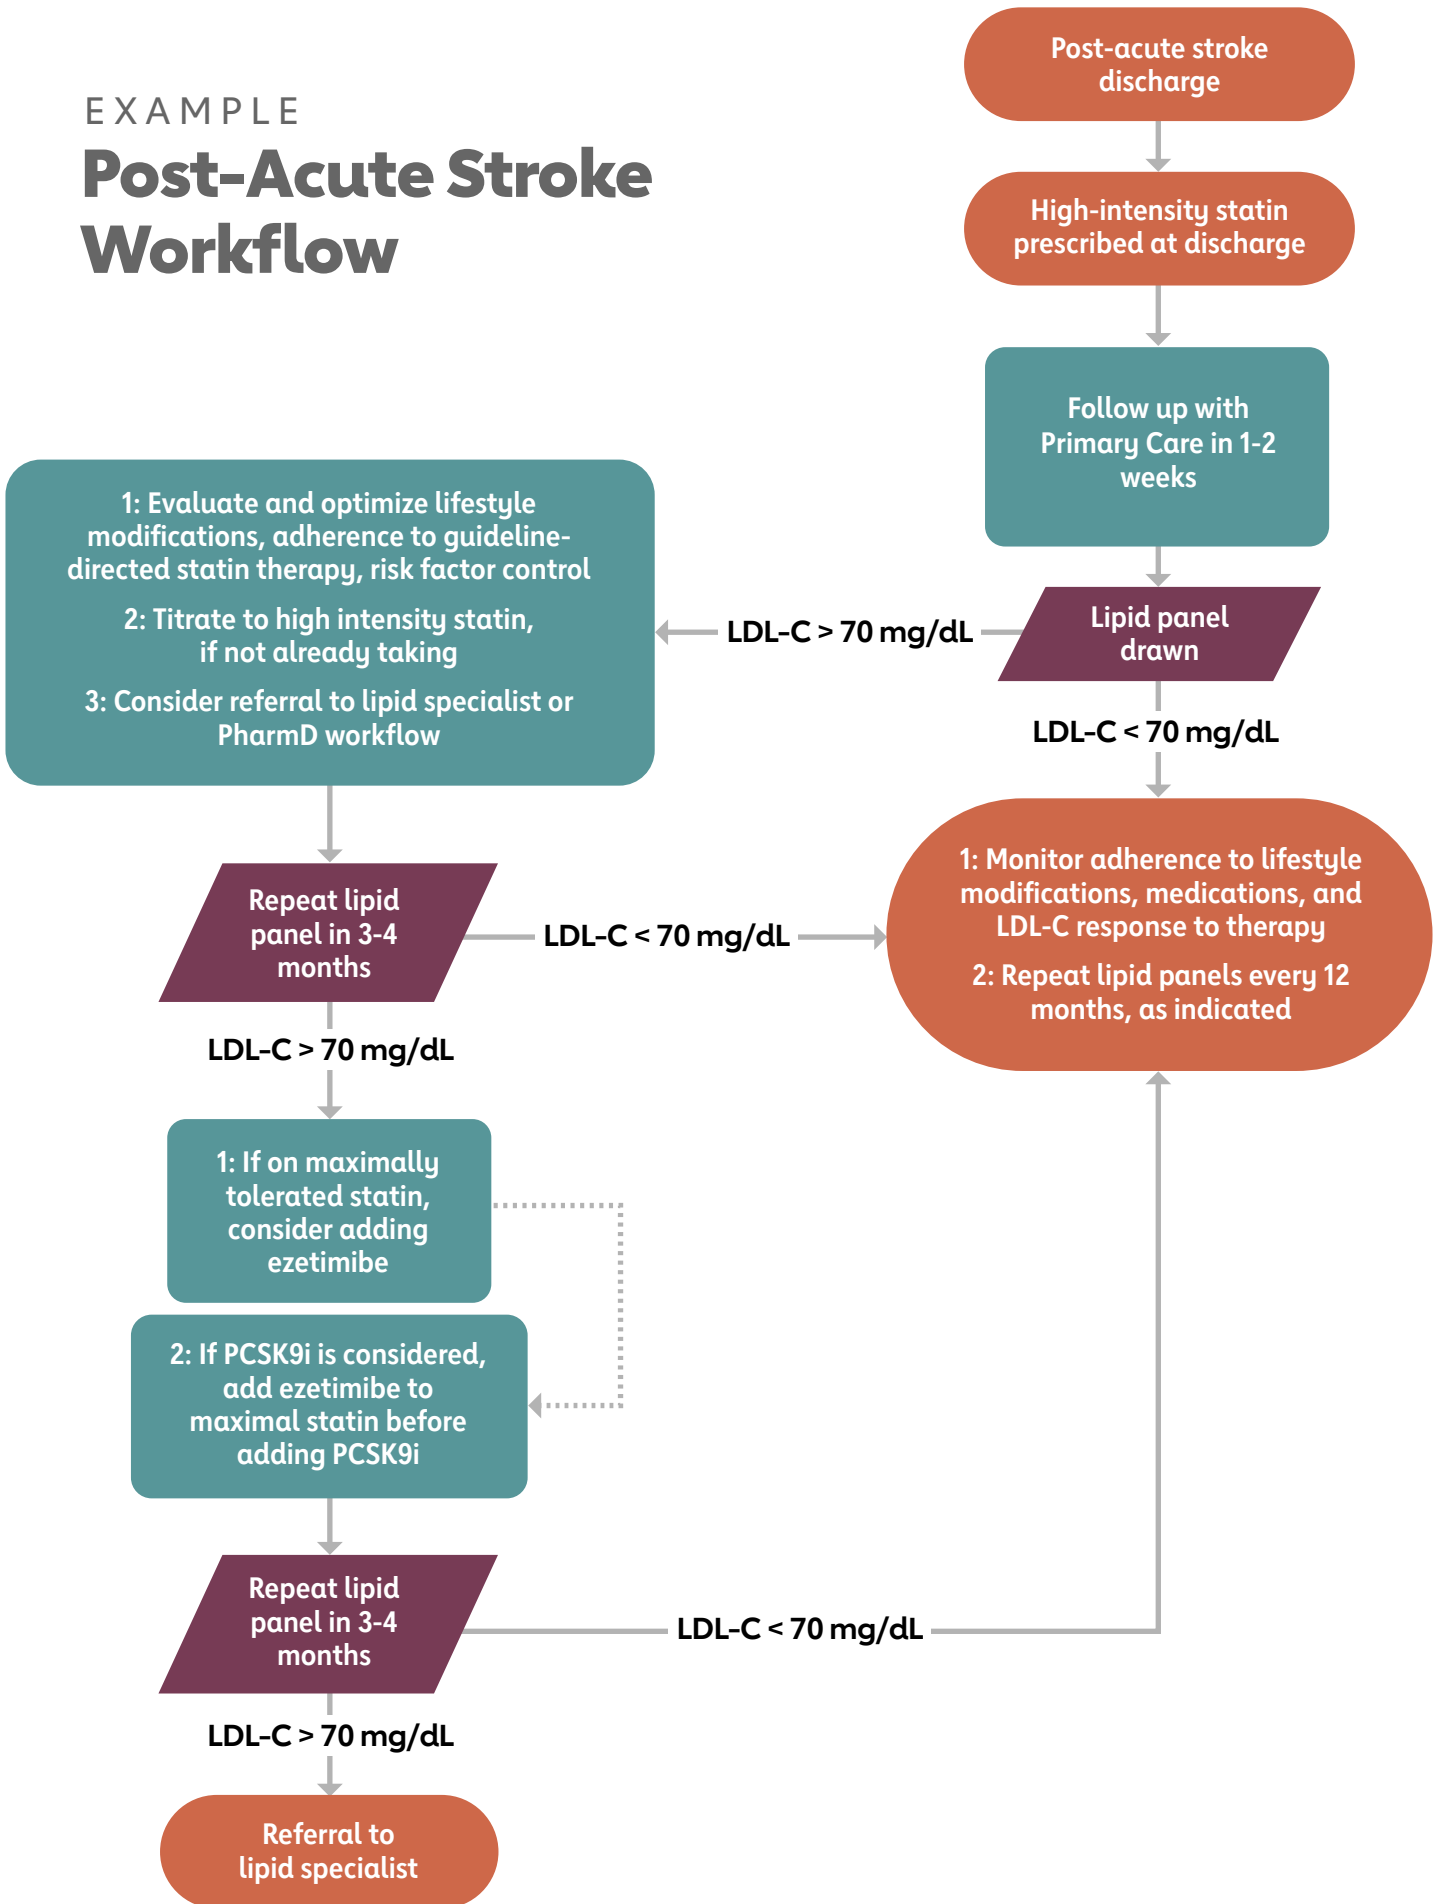 EXAMPLE
Post-Acute Stroke
Workflow
Post-acute stroke
discharge
High-intensity statin
prescribed at discharge
Follow up with
Primary Care in 1-2
weeks
Lipid panel
drawn
LDL-C > 70 mg/dL
LDL-C < 70 mg/dL
1: Evaluate and optimize lifestyle
modifications, adherence to guideline-
directed statin therapy, risk factor control
2: Titrate to high intensity statin,
if not already taking
3: Consider referral to lipid specialist or
PharmD workflow
1: Monitor adherence to lifestyle
modifications, medications, and
LDL-C response to therapy
2: Repeat lipid panels every 12
months, as indicated
Repeat lipid
panel in 3-4
months
LDL-C < 70 mg/dL
LDL-C > 70 mg/dL
1: If on maximally
tolerated statin,
consider adding
ezetimibe
2: If PCSK9i is considered,
add ezetimibe to
maximal statin before
adding PCSK9i
Repeat lipid
panel in 3-4
months
LDL-C < 70 mg/dL
LDL-C > 70 mg/dL
Referral to
lipid specialist